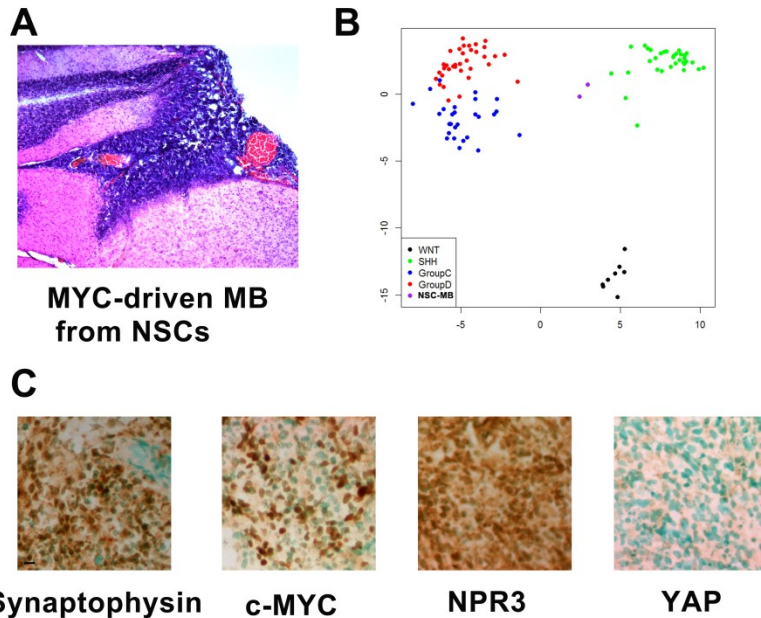 A
B
MYC-driven MB
from NSCs
0
-5
-10
-15
-5
0
5
10
WNT
SHH
GroupC
GroupD
NSC-MB
C
Synaptophysin
c-MYC
NPR3
YAP